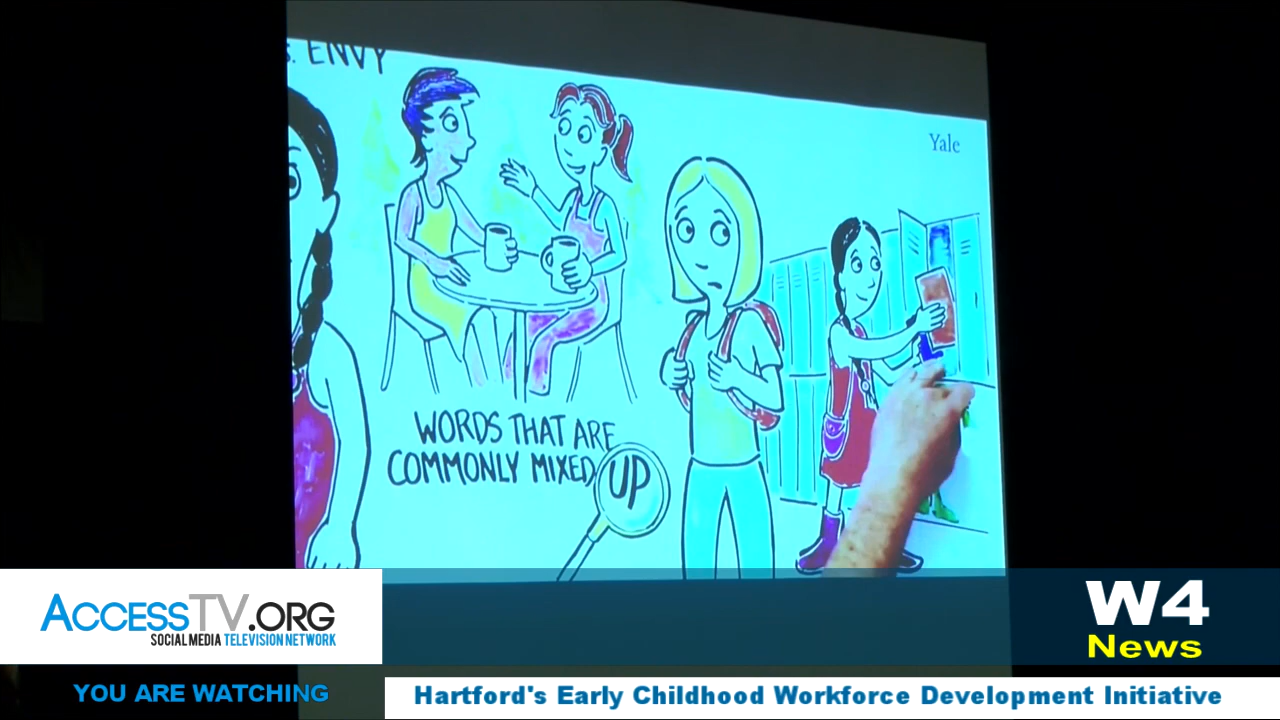 ENVY
Yale
WORDS THAT ARE
COMMONLY MIXED UP
ACCESSTV.ORG
SOCIAL MEDIA TELEVISION NETWORK
W4
News
YOU ARE WATCHING
Hartford's Early Childhood Workforce Development Initiative